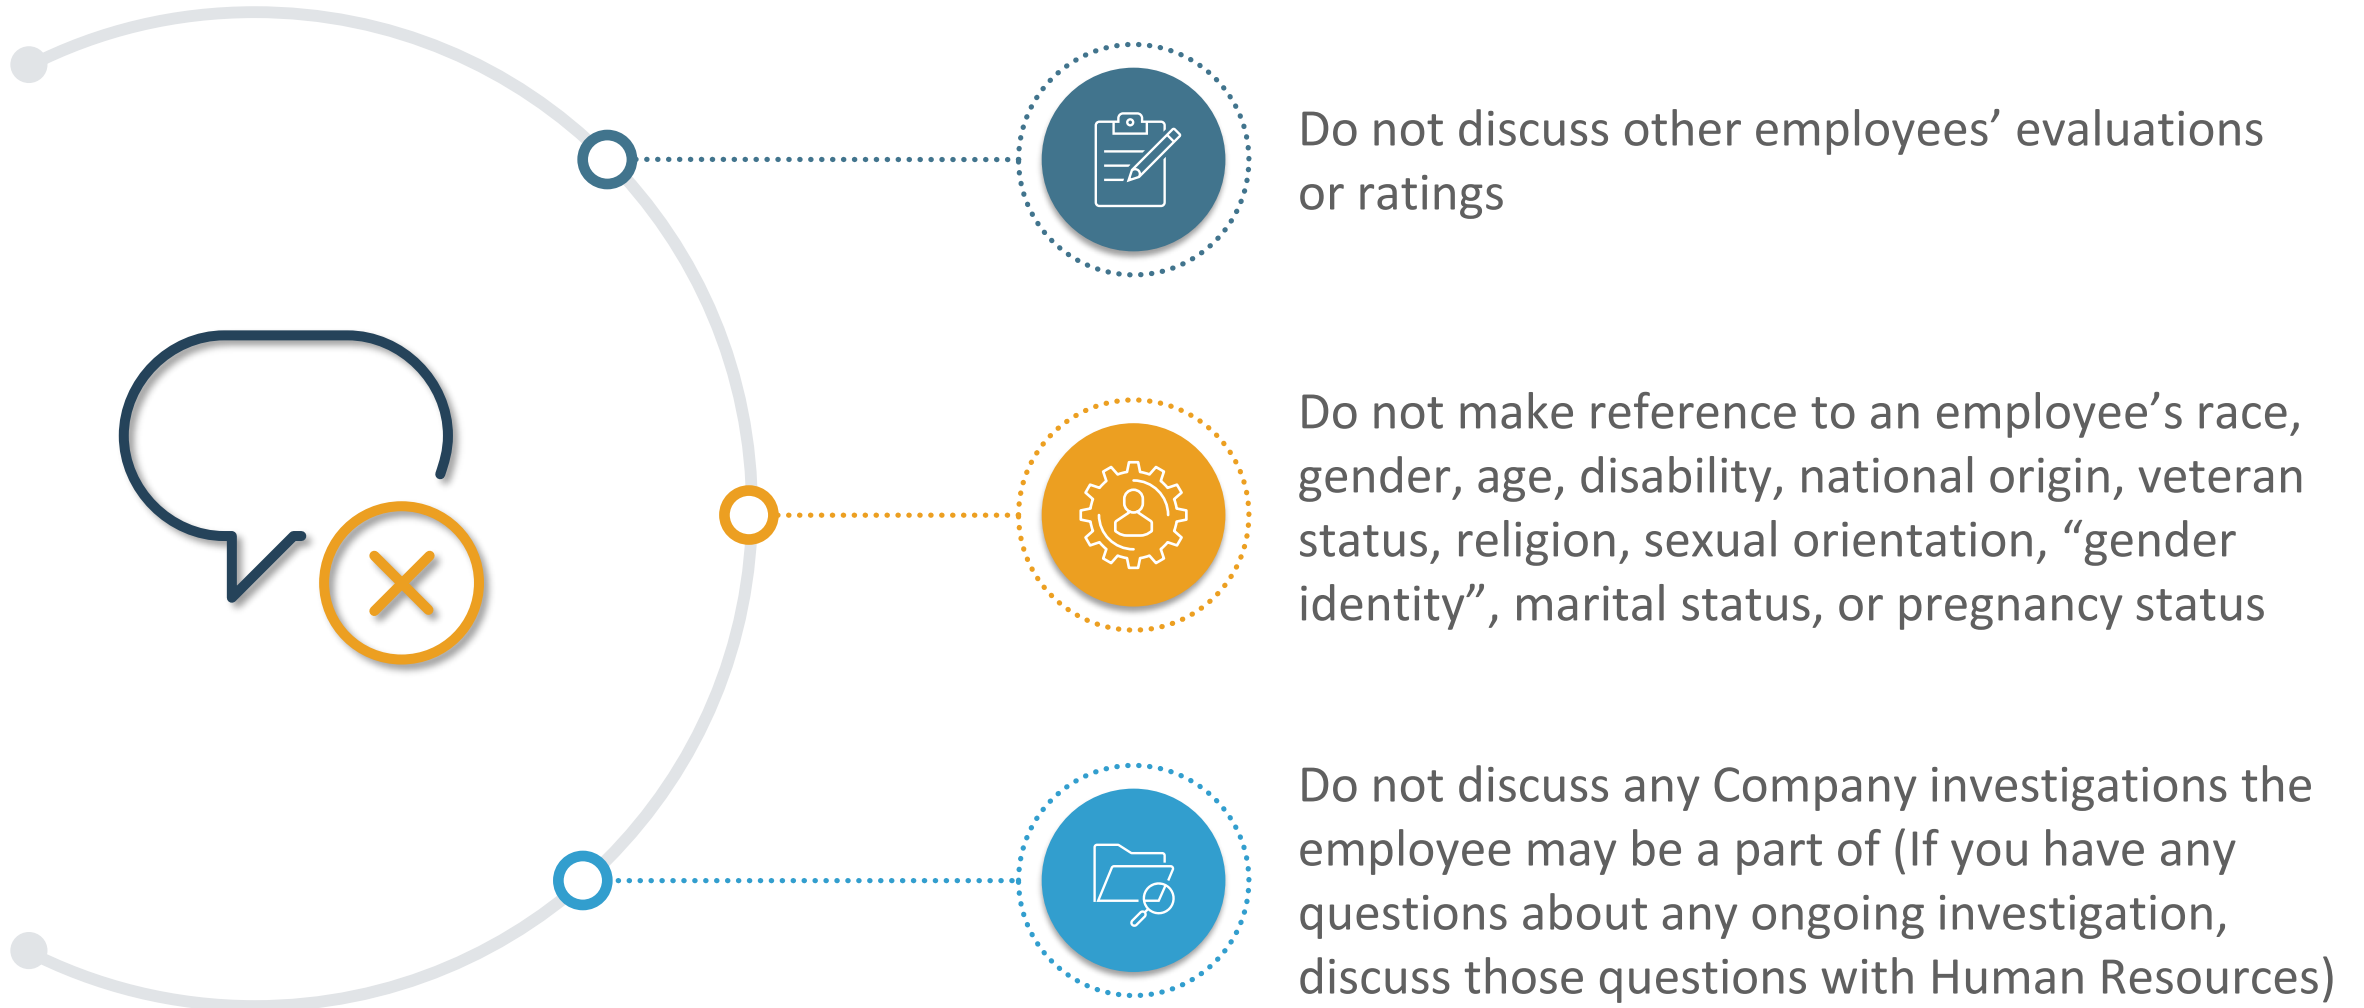 Do not discuss other employees’ evaluations
or ratings
Do not make reference to an employee’s race,
gender, age, disability, national origin, veteran
status, religion, sexual orientation, “gender
identity”, marital status, or pregnancy status
Do not discuss any Company investigations the
employee may be a part of (If you have any
questions about any ongoing investigation,
discuss those questions with Human Resources)